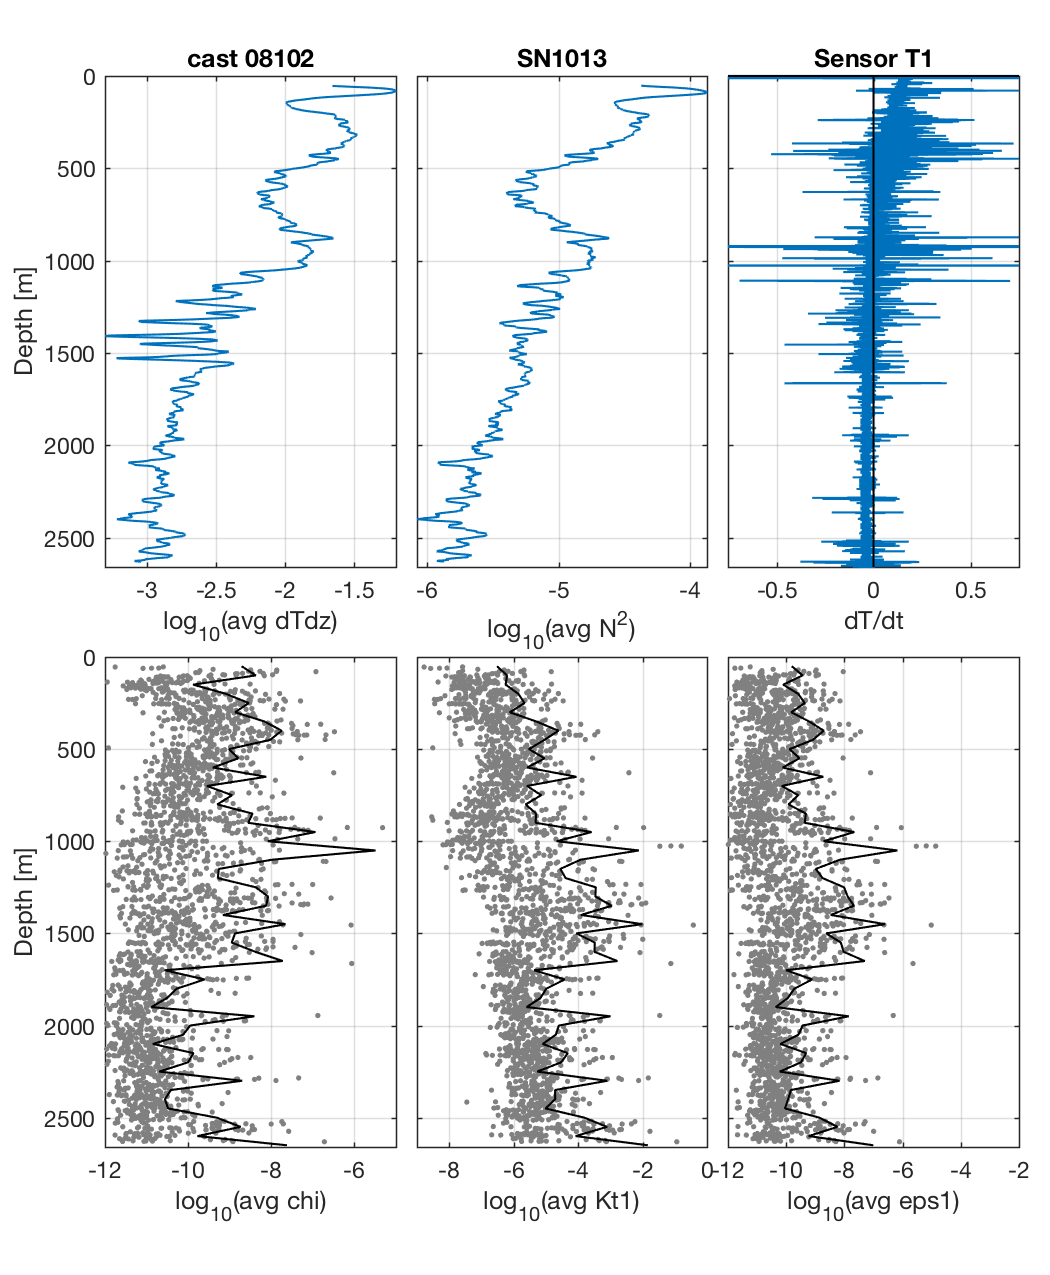 cast 08102 SN1013 Sensor T1
0
500
1000
1500
2000
2500
Depth [m]
-3 -2.5 -2 -1.5 -6 -5 -4 -0.5 0 0.5
log10(avg dTdz) log10(avg N2) dT/dt
0
500
1000
1500
2000
2500
Depth [m]
-12 -10 -8 -6 -8 -6 -4 -2 0 -12 -10 -8 -6 -4 -2
log10(avg chi) log10(avg Kt1) log10(avg eps1)